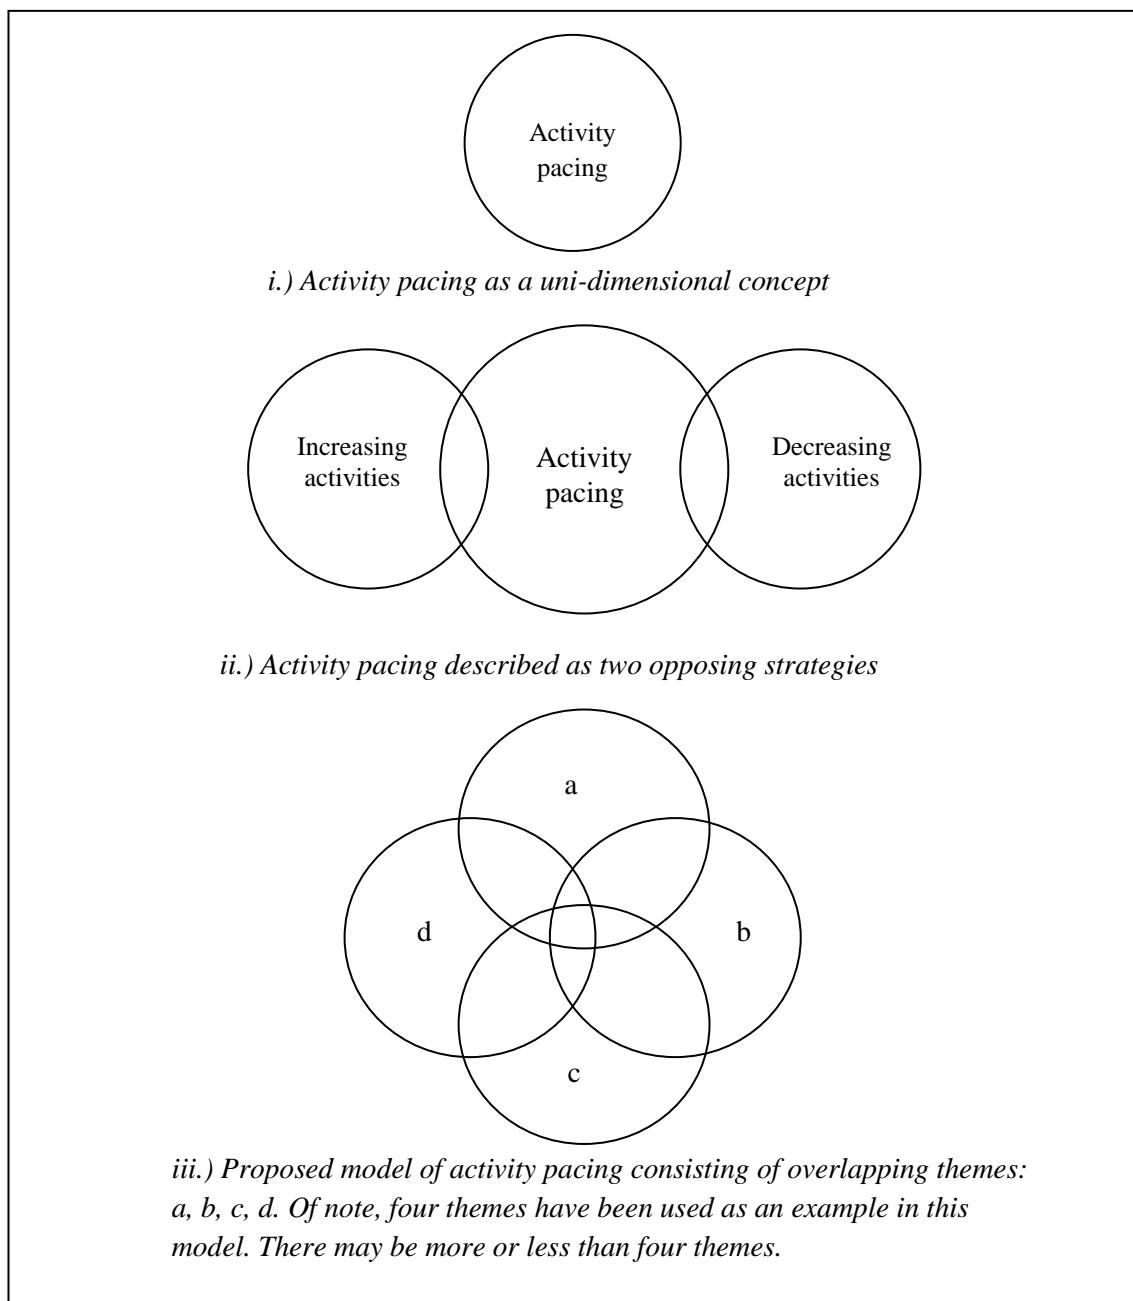 Activity
pacing
i.) Activity pacing as a uni-dimensional concept
Increasing
activities
Activity
pacing
Decreasing
activities
ii.) Activity pacing described as two opposing strategies
a
d
b
c
iii.) Proposed model of activity pacing consisting of overlapping themes:
a, b, c, d. Of note, four themes have been used as an example in this
model. There may be more or less than four themes.